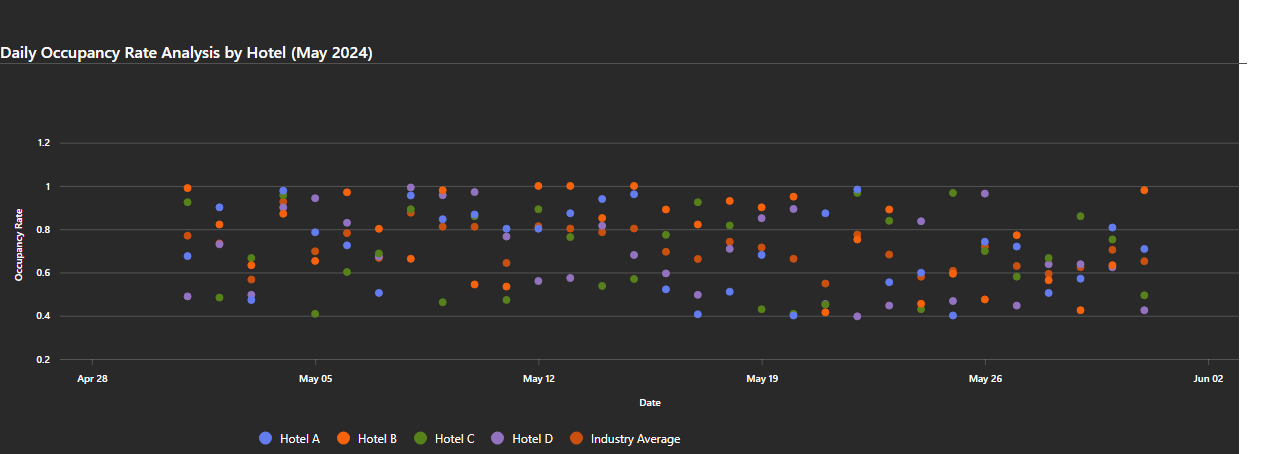 Daily Occupancy Rate Analysis by Hotel (May 2024)
1.2
1
0.8
0.6
0.4
0.2
Occupancy Rate
Apr 28 May 05 May 12 May 19 May 26 Jun 02
Date
Hotel A Hotel B Hotel C Hotel D Industry Average